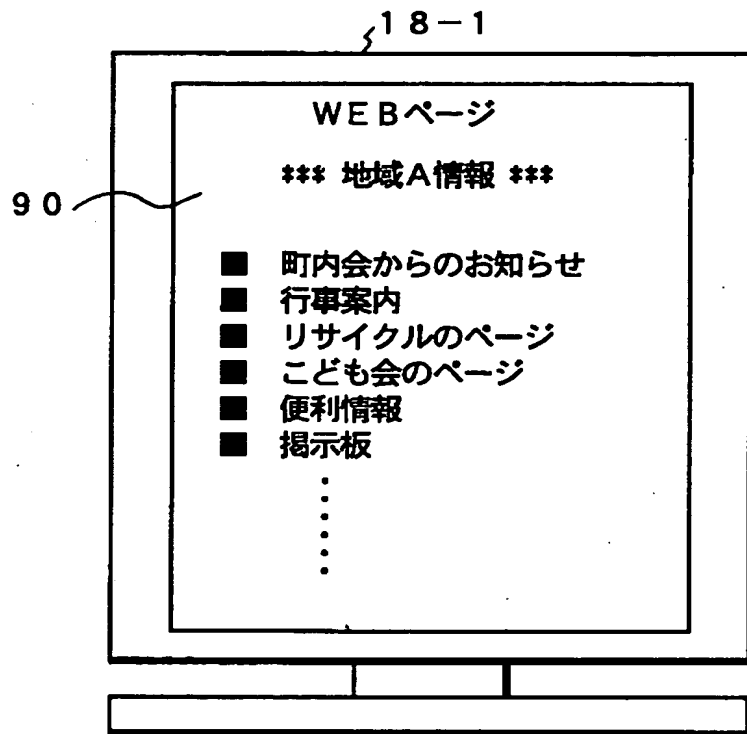 １８－１
ＷＥＢページ
*** 地域Ａ情報 ***
９０
■ 町内会からのお知らせ
■ 行事案内
■ リサイクルのページ
■ こども会のページ
■ 便利情報
■ 掲示板